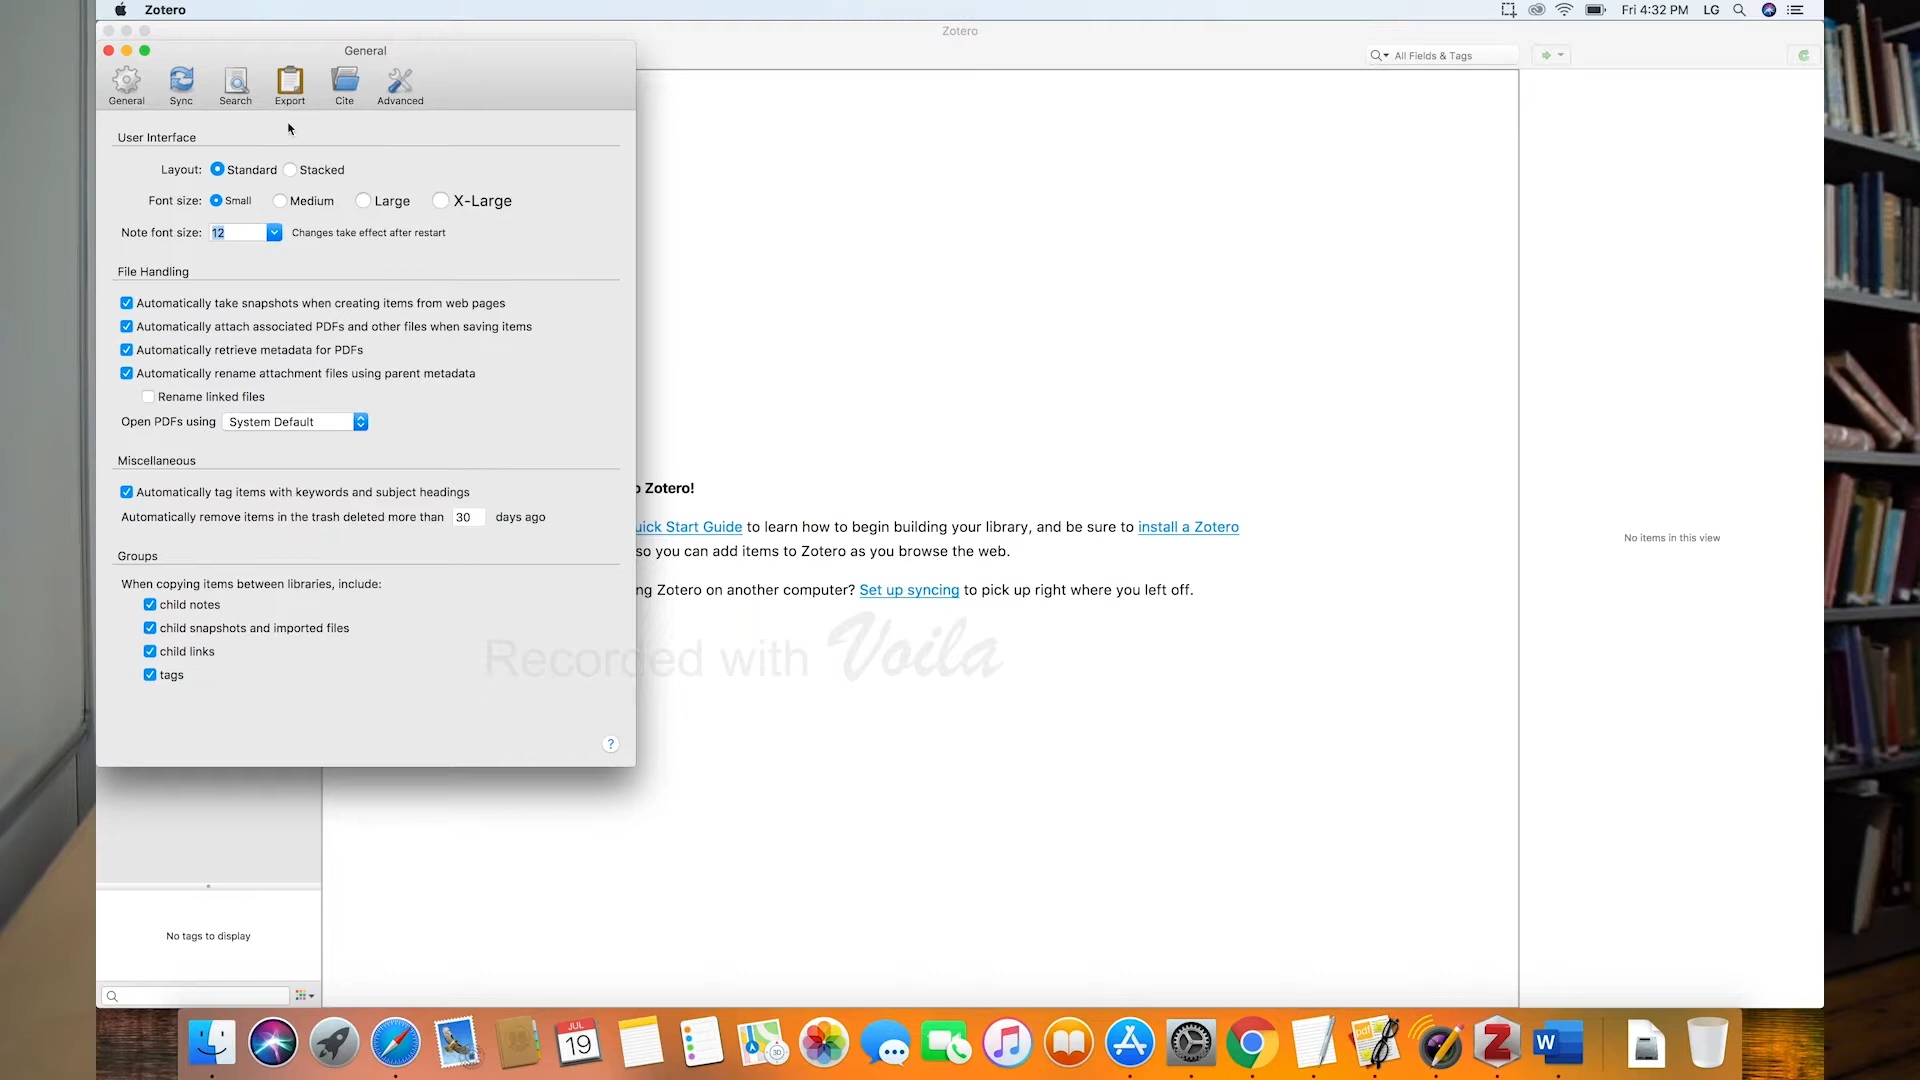 Zotero
Fri 4:32 PM LG
Zotero
General
All Fields & Tags
General Sync Search Export Cite Advanced
User Interface
Layout: Standard Stacked
Font size: Small Medium Large X-Large
Note font size: 12 Changes take effect after restart
File Handling
Automatically take snapshots when creating items from web pages
Automatically attach associated PDFs and other files when saving items
Automatically retrieve metadata for PDFs
Automatically rename attachment files using parent metadata
Rename linked files
Open PDFs using System Default
Miscellaneous
Automatically tag items with keywords and subject headings
Automatically remove items in the trash deleted more than 30 days ago
Groups
When copying items between libraries, include:
child notes
child snapshots and imported files
child links
tags
?
Zotero!
uick Start Guide to learn how to begin building your library, and be sure to install a Zotero
so you can add items to Zotero as you browse the web.
ng Zotero on another computer? Set up syncing to pick up right where you left off.
No items in this view
Recorded with Voila
No tags to display
JUL
19
W